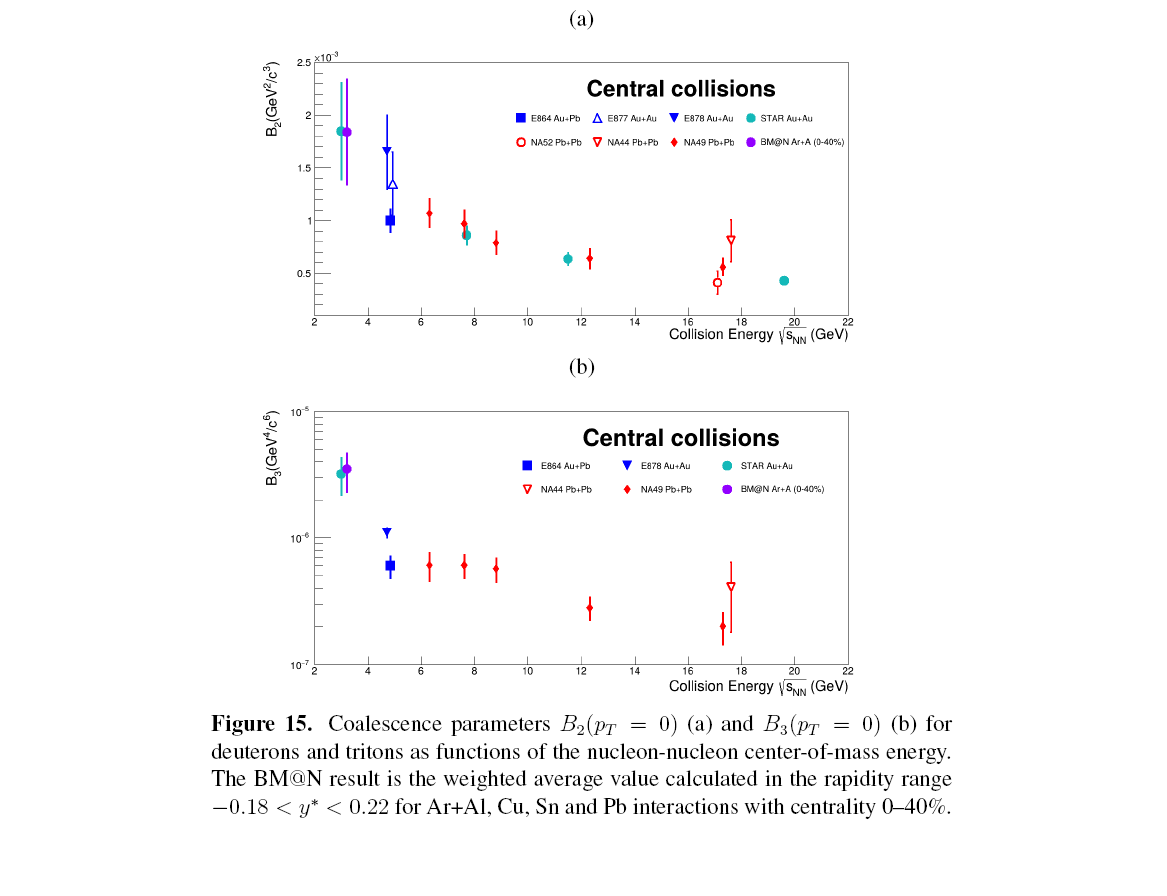 (a)
×10⁻³
B₂(GeV²/c³)
2.5
2
1.5
1
0.5
Central collisions
E864 Au+Pb E877 Au+Au E878 Au+Au STAR Au+Au
NA52 Pb+Pb NA44 Pb+Pb NA49 Pb+Pb BM@N Ar+A (0-40%)
2 4 6 8 10 12 14 16 18 20 22
Collision Energy √sNN (GeV)
(b)
B₃(GeV⁴/c⁶)
10⁻⁵
10⁻⁶
10⁻⁷
Central collisions
E864 Au+Pb E878 Au+Au STAR Au+Au
NA44 Pb+Pb NA49 Pb+Pb BM@N Ar+A (0-40%)
2 4 6 8 10 12 14 16 18 20 22
Collision Energy √sNN (GeV)
Figure 15. Coalescence parameters B₂(p_T = 0) (a) and B₃(p_T = 0) (b) for
deuterons and tritons as functions of the nucleon-nucleon center-of-mass energy.
The BM@N result is the weighted average value calculated in the rapidity range
−0.18 < y* < 0.22 for Ar+Al, Cu, Sn and Pb interactions with centrality 0–40%.